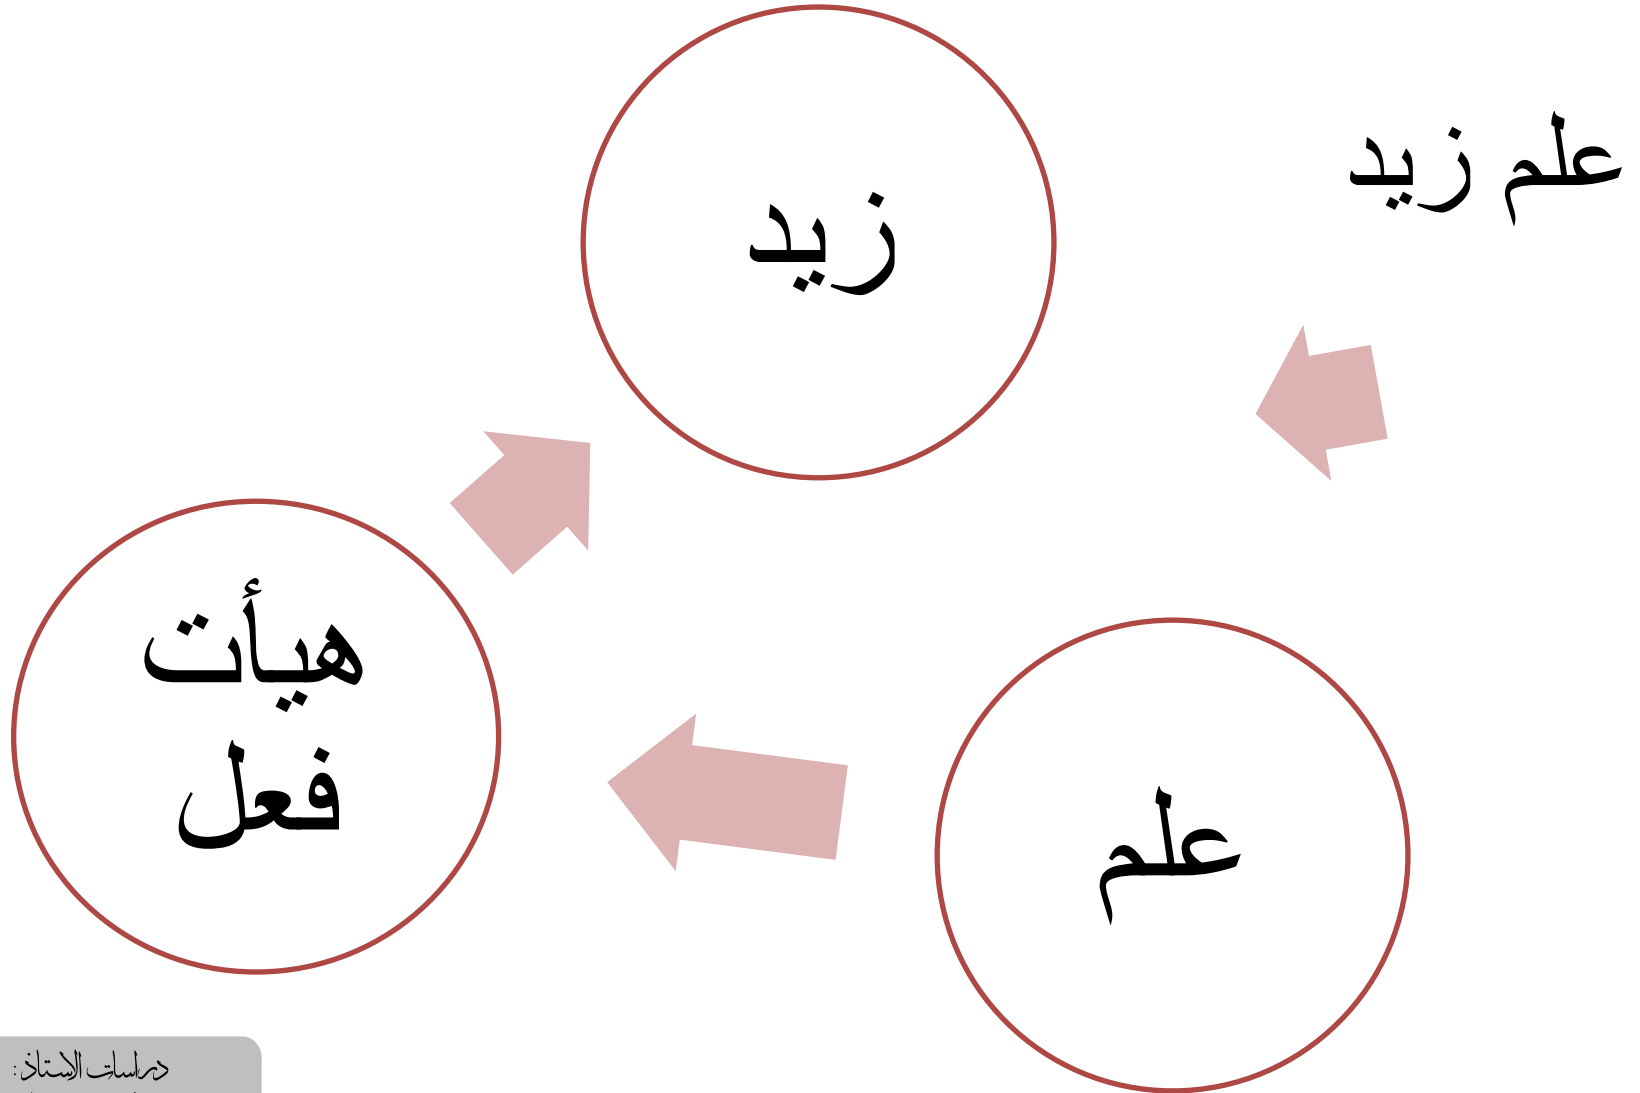 علم زيد
زيد
علم
هيأت
فعل
دراسات الاستاذ :